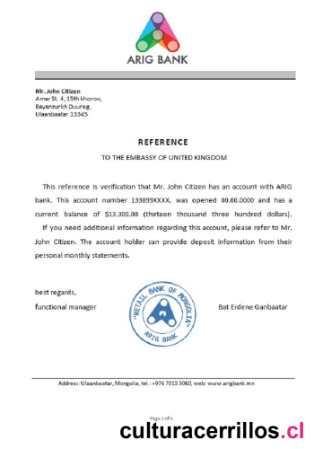 ARIG BANK
Mr. John Citizen
Amar St. 4, 15th khoroo,
Bayanzurkh Duureg,
Ulaanbaatar 13345
REFERENCE
TO THE EMBASSY OF UNITED KINGDOM
This reference is verification that Mr. John Citizen has an account with ARIG
bank. This account number 133899XXXX, was opened 00.00.0000 and has a
current balance of $13.300.00 (thirteen thousand three hundred dollars).
If you need additional information regarding this account, please refer to Mr.
John Citizen. The account holder can provide deposit information from their
personal monthly statements.
best regards,
functional manager
"RETAIL BANK OF MONGOLIA"
ARIG BANK
Bat Erdene Ganbaatar
Address: Ulaanbaatar, Mongolia, tel.: +976 7013 3060, web: www.arigbank.mn
Page 1 of 1
culturacerrillos.cl